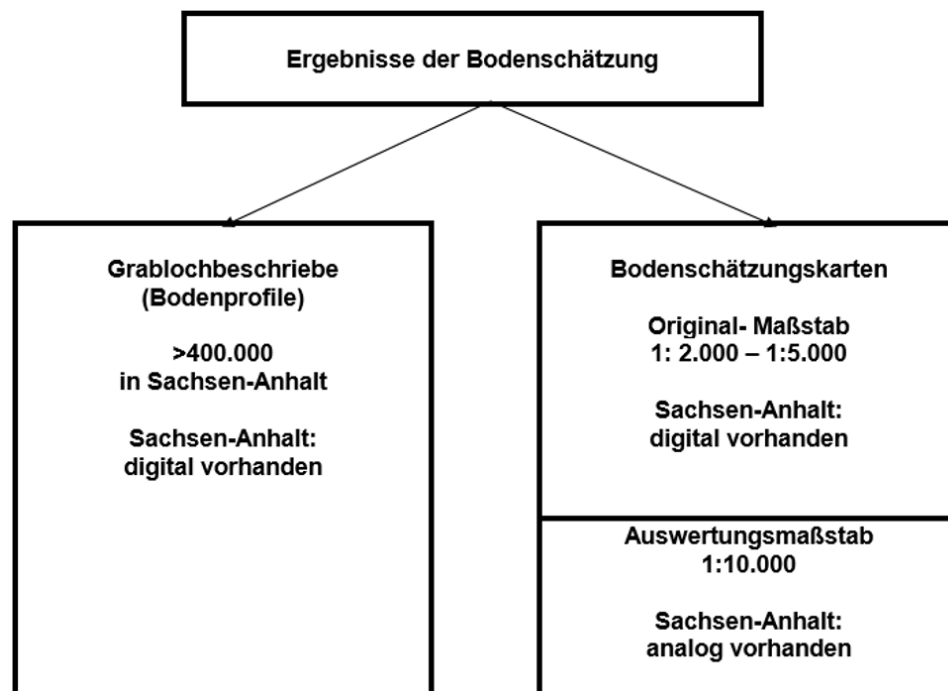 Ergebnisse der Bodenschätzung
Grablochbeschriebe
(Bodenprofile)
>400.000
in Sachsen-Anhalt
Sachsen-Anhalt:
digital vorhanden
Bodenschätzungskarten
Original- Maßstab
1: 2.000 – 1:5.000
Sachsen-Anhalt:
digital vorhanden
Auswertungsmaßstab
1:10.000
Sachsen-Anhalt:
analog vorhanden